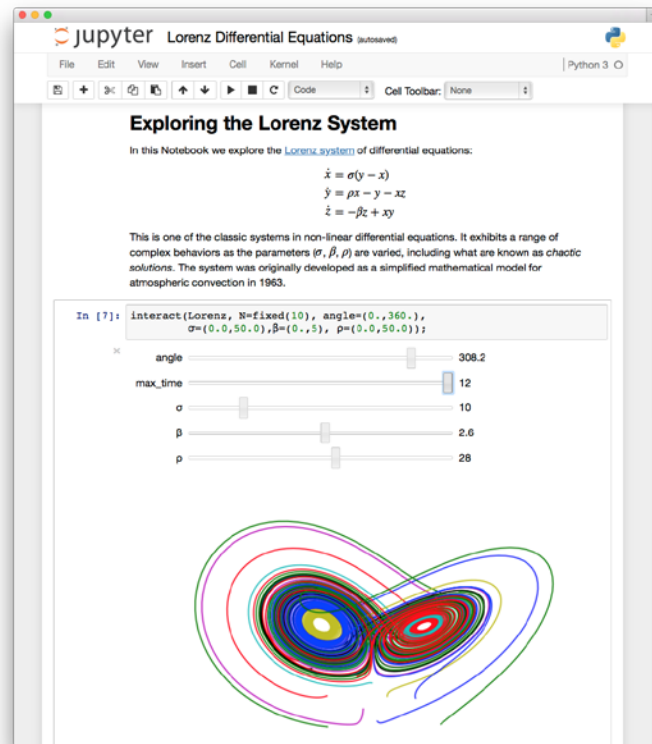 jupyter Lorenz Differential Equations (autosaved)
File Edit View Insert Cell Kernel Help Python 3
Code Cell Toolbar: None
Exploring the Lorenz System
In this Notebook we explore the Lorenz system of differential equations:
ẋ = σ(y − x)
ẏ = ρx − y − xz
ż = −βz + xy
This is one of the classic systems in non-linear differential equations. It exhibits a range of
complex behaviors as the parameters (σ, β, ρ) are varied, including what are known as chaotic
solutions. The system was originally developed as a simplified mathematical model for
atmospheric convection in 1963.
In [7]: interact(Lorenz, N=fixed(10), angle=(0.,360.),
σ=(0.0,50.0),β=(0.,5), ρ=(0.0,50.0));
angle 308.2
max_time 12
σ 10
β 2.6
ρ 28